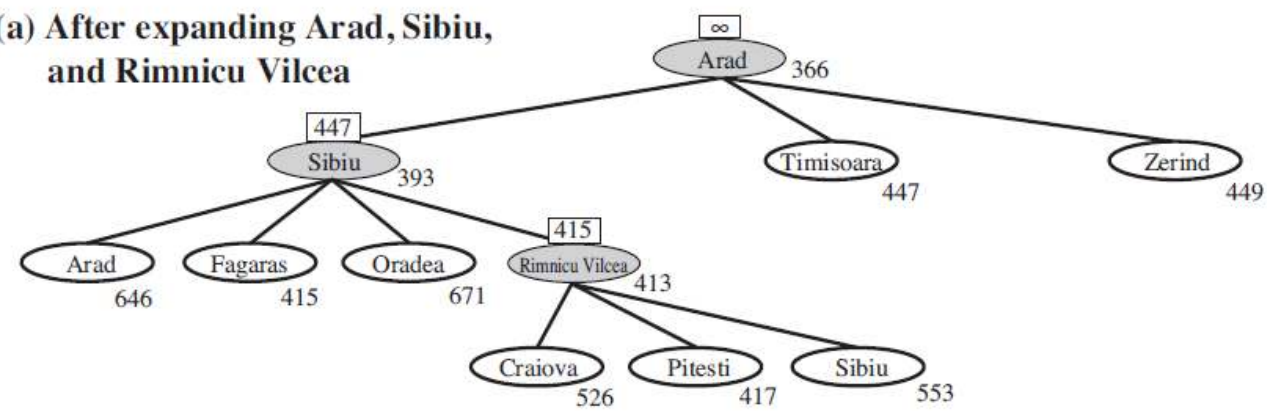 (a) After expanding Arad, Sibiu,
and Rimnicu Vilcea
∞
Arad
366
447
Sibiu
393
Timisoara
447
Zerind
449
Arad
646
Fagaras
415
Oradea
671
415
Rimnicu Vilcea
413
Craiova
526
Pitesti
417
Sibiu
553